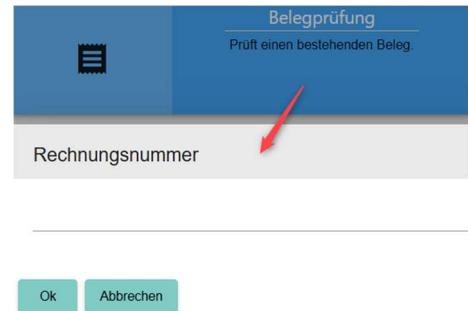 Belegprüfung
Prüft einen bestehenden Beleg.
Rechnungsnummer
Ok
Abbrechen